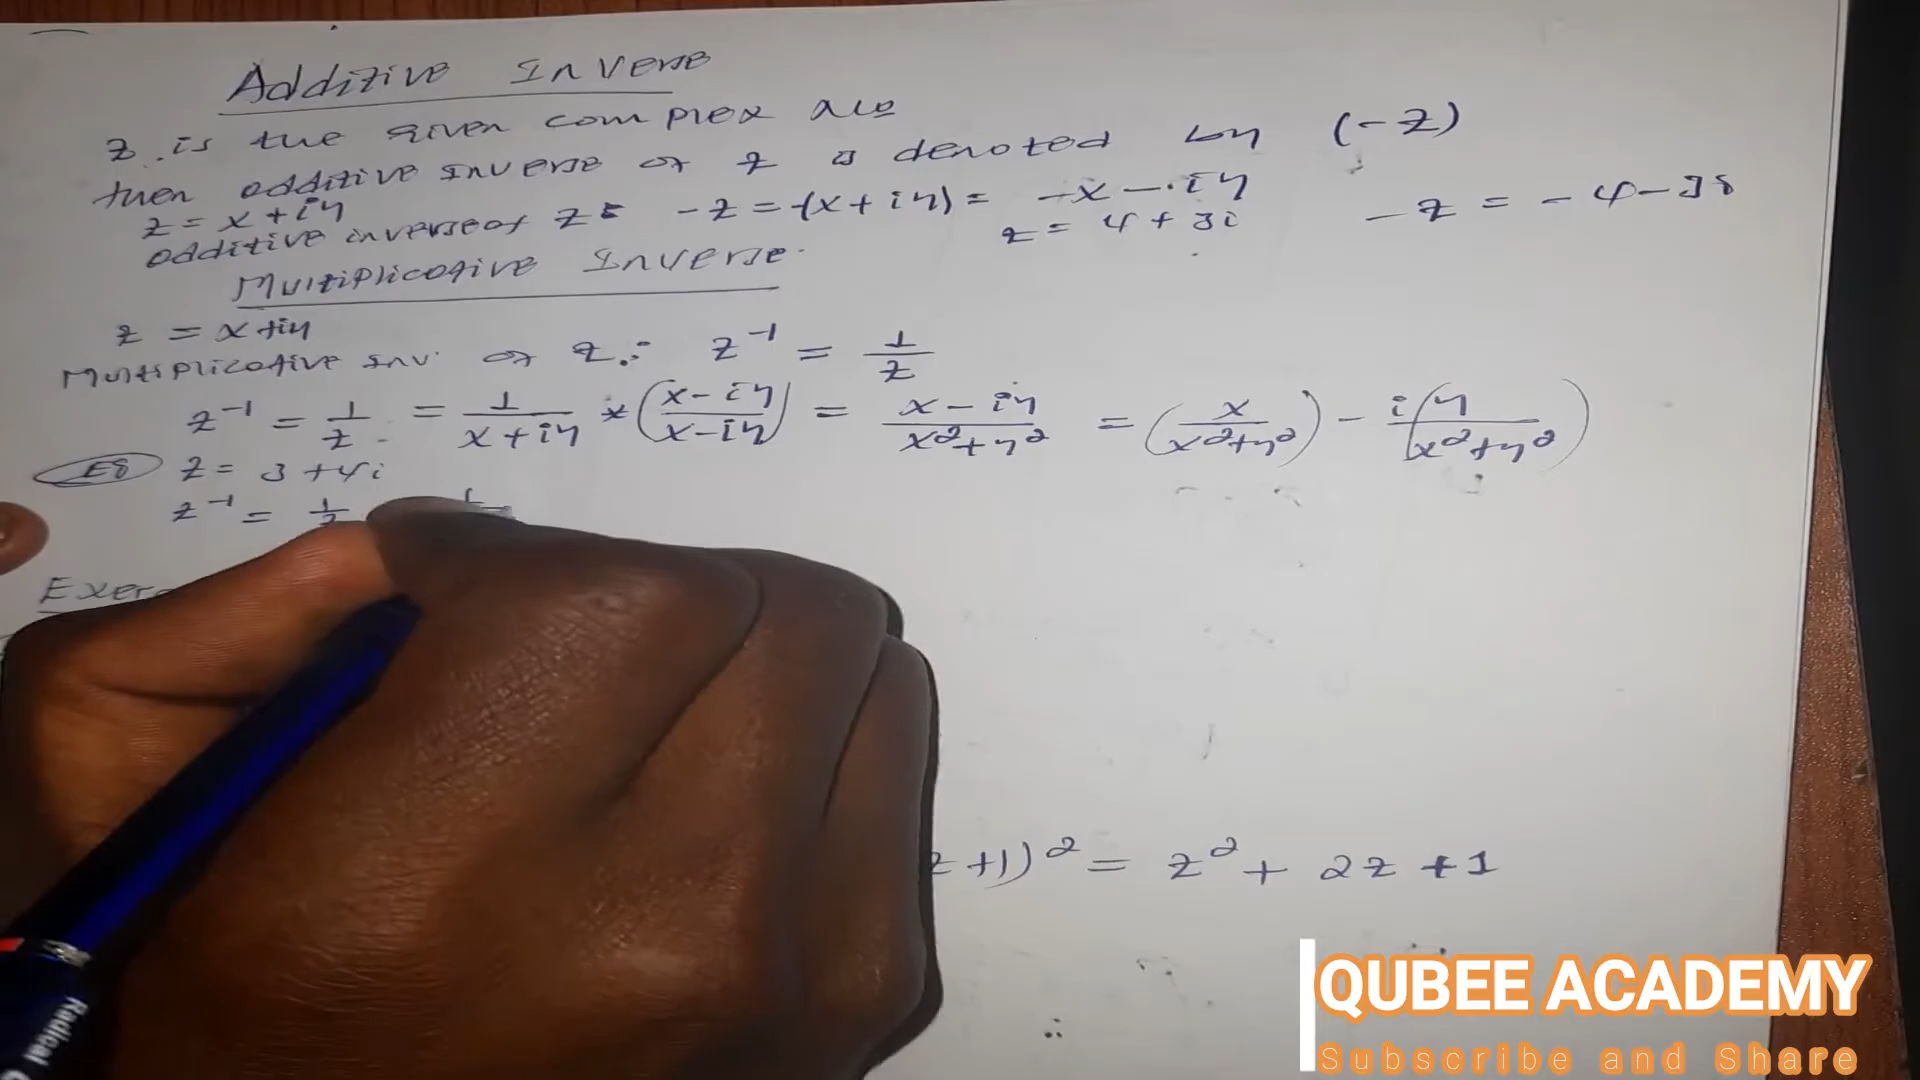 Additive Inverse
z is the given complex no
then additive inverse of z is denoted by (-z)
z = x + iy
additive inverse of z = -z = -(x + iy) = -x - iy
z = 4 + 3i
-z = -4 - 3i
Multiplicative Inverse
z = x + iy
Multiplicative inv. of z: z⁻¹ = 1/z
z⁻¹ = 1/z = 1/(x + iy) * ((x - iy)/(x - iy)) = (x - iy)/(x² + y²) = (x/(x² + y²)) - i(y/(x² + y²))
z = 3 + 4i
z⁻¹ = 1/z
Exer
z + 1)² = z² + 2z + 1
QUBEE ACADEMY
Subscribe and Share
Radical